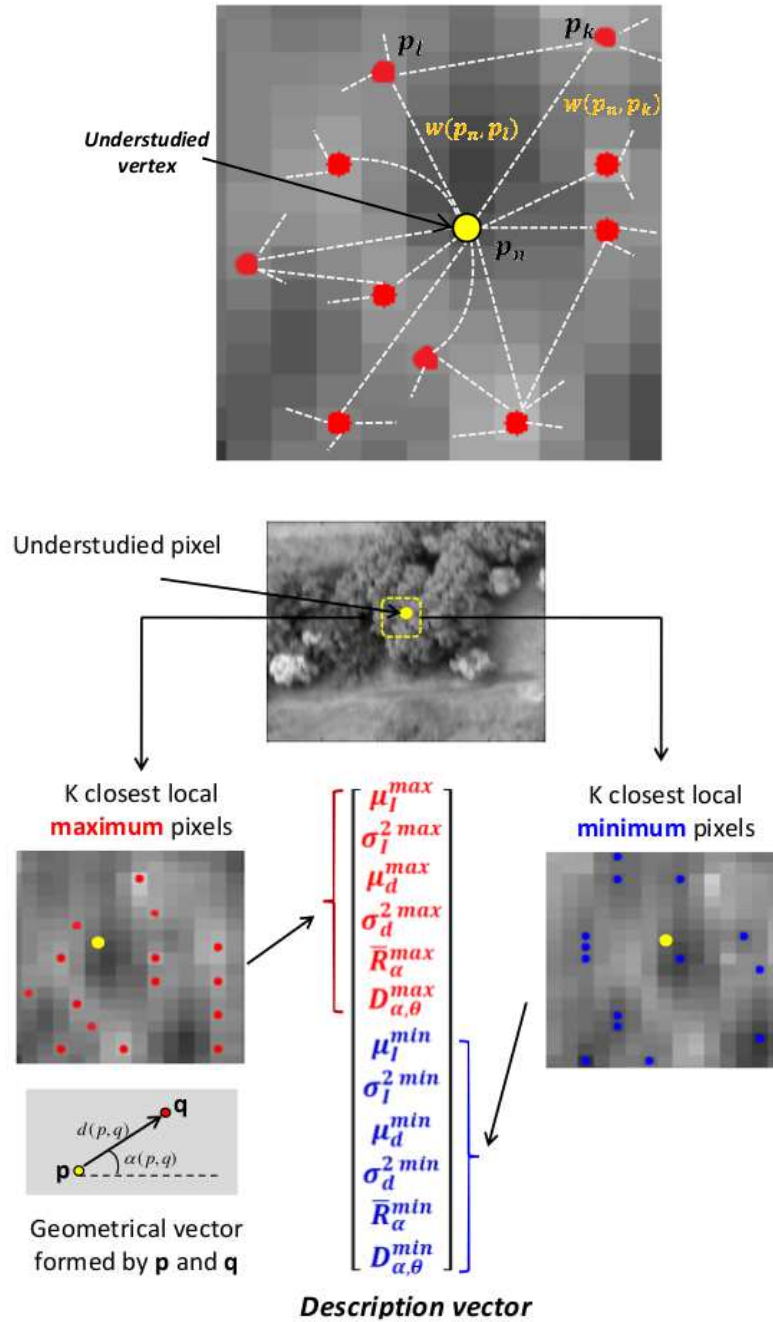 p_l
p_k
w(p_n, p_l)
w(p_n, p_k)
Understudied
vertex
p_n
Understudied pixel
K closest local
maximum pixels
K closest local
minimum pixels
μ_I^max
σ_I^2 max
μ_d^max
σ_d^2 max
R̅_α^max
D_α,θ^max
μ_I^min
σ_I^2 min
μ_d^min
σ_d^2 min
R̅_α^min
D_α,θ^min
q
d(p,q)
α(p,q)
p
Geometrical vector
formed by p and q
Description vector